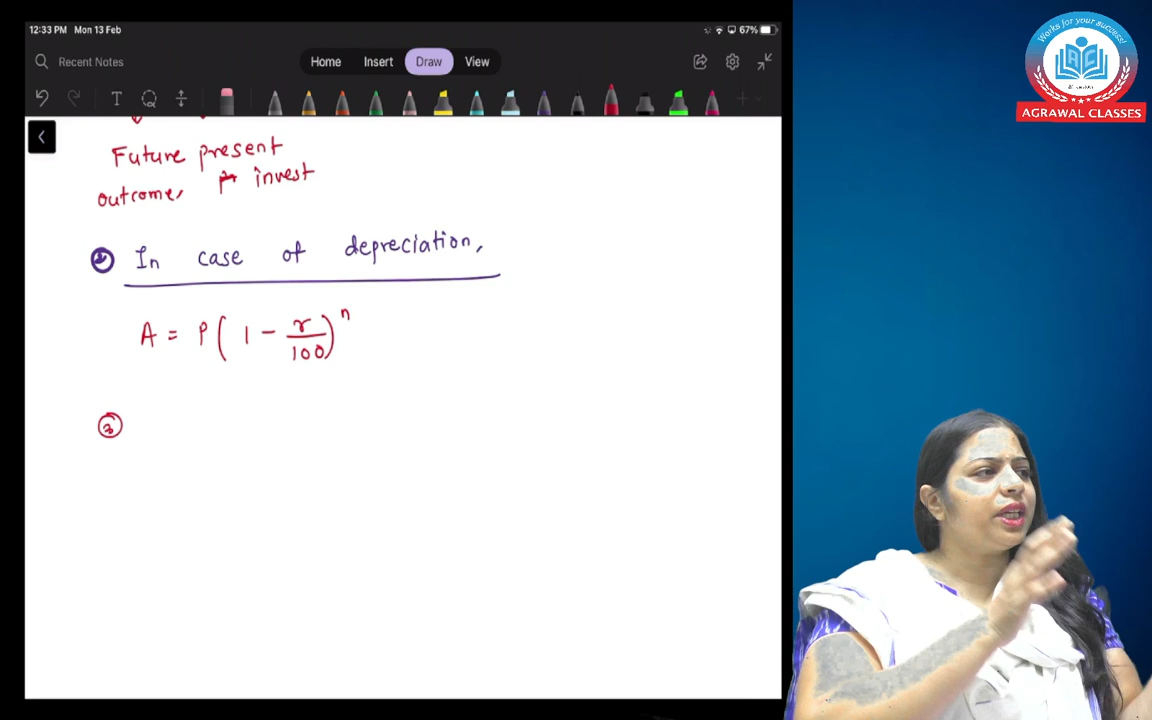 12:33 PM Mon 13 Feb
67%
Recent Notes
Home Insert Draw View
Works for your success!
AC
AGRAWAL CLASSES
Future present
outcome, invest
② In case of depreciation,
A = P(1 - r/100)^n
③